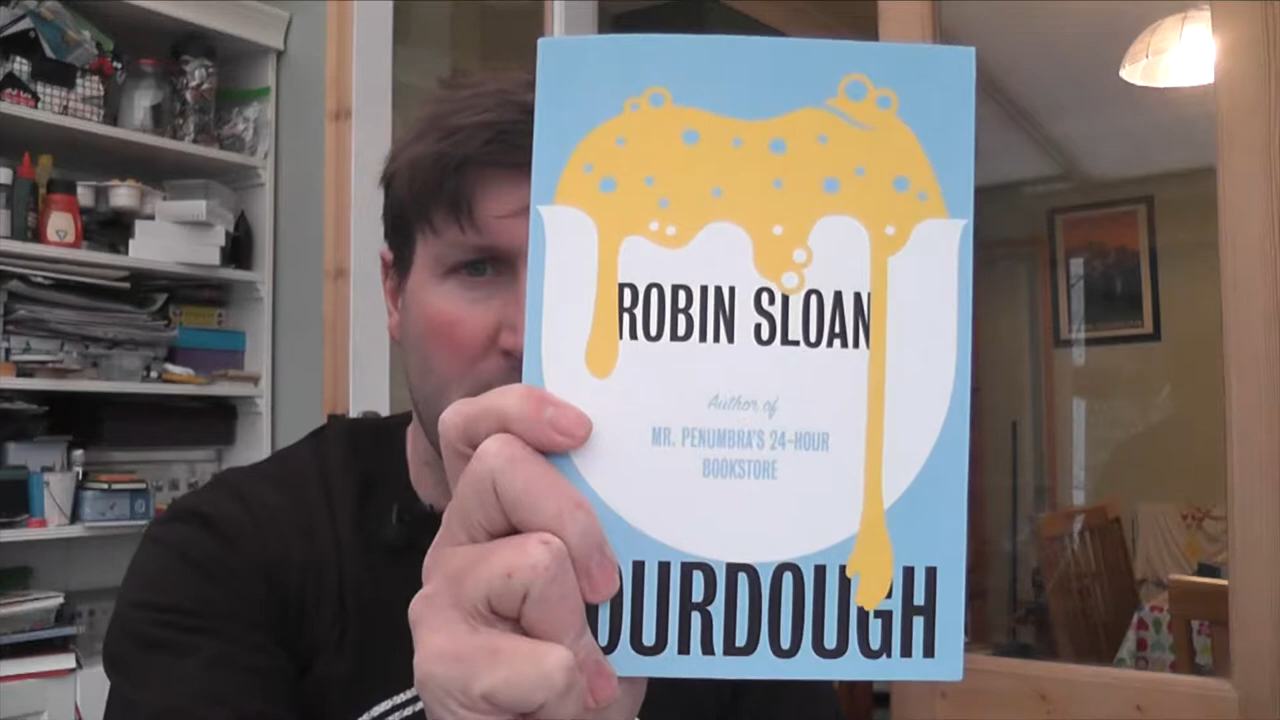 ROBIN SLOAN
Author of
MR. PENUMBRA'S 24-HOUR
BOOKSTORE
OURDOUGH